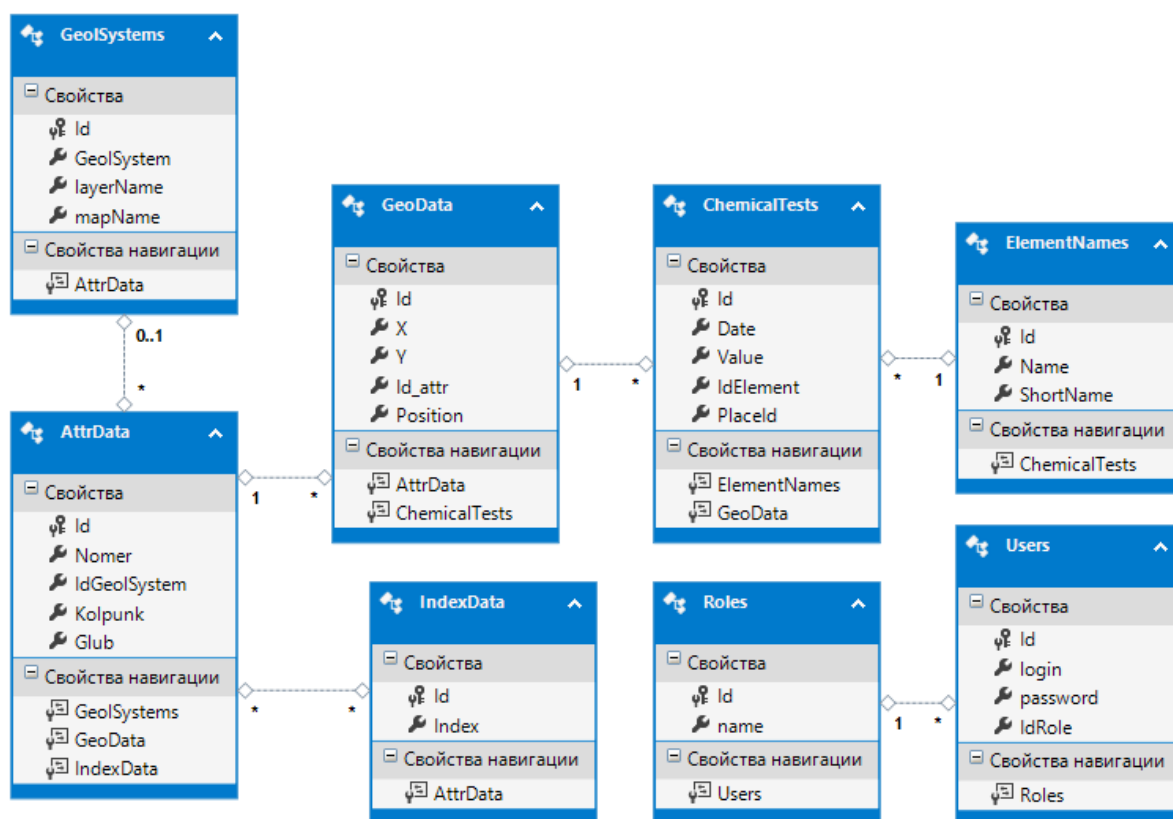 GeolSystems
Свойства
Id
GeolSystem
layerName
mapName
Свойства навигации
AttrData
0..1
*
AttrData
Свойства
Id
Nomer
IdGeolSystem
Kolpunk
Glub
Свойства навигации
GeolSystems
GeoData
IndexData
1 *
* *
GeoData
Свойства
Id
X
Y
Id_attr
Position
Свойства навигации
AttrData
ChemicalTests
1 *
IndexData
Свойства
Id
Index
Свойства навигации
AttrData
ChemicalTests
Свойства
Id
Date
Value
IdElement
PlaceId
Свойства навигации
ElementNames
GeoData
* 1
ElementNames
Свойства
Id
Name
ShortName
Свойства навигации
ChemicalTests
Roles
Свойства
Id
name
Свойства навигации
Users
1 *
Users
Свойства
Id
login
password
IdRole
Свойства навигации
Roles